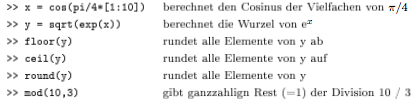 >> x = cos(pi/4*[1:10]) berechnet den Cosinus der Vielfachen von π/4
>> y = sqrt(exp(x)) berechnet die Wurzel von eˣ
>> floor(y) rundet alle Elemente von y ab
>> ceil(y) rundet alle Elemente von y auf
>> round(y) rundet alle Elemente von y
>> mod(10,3) gibt ganzzahlign Rest (=1) der Division 10 / 3